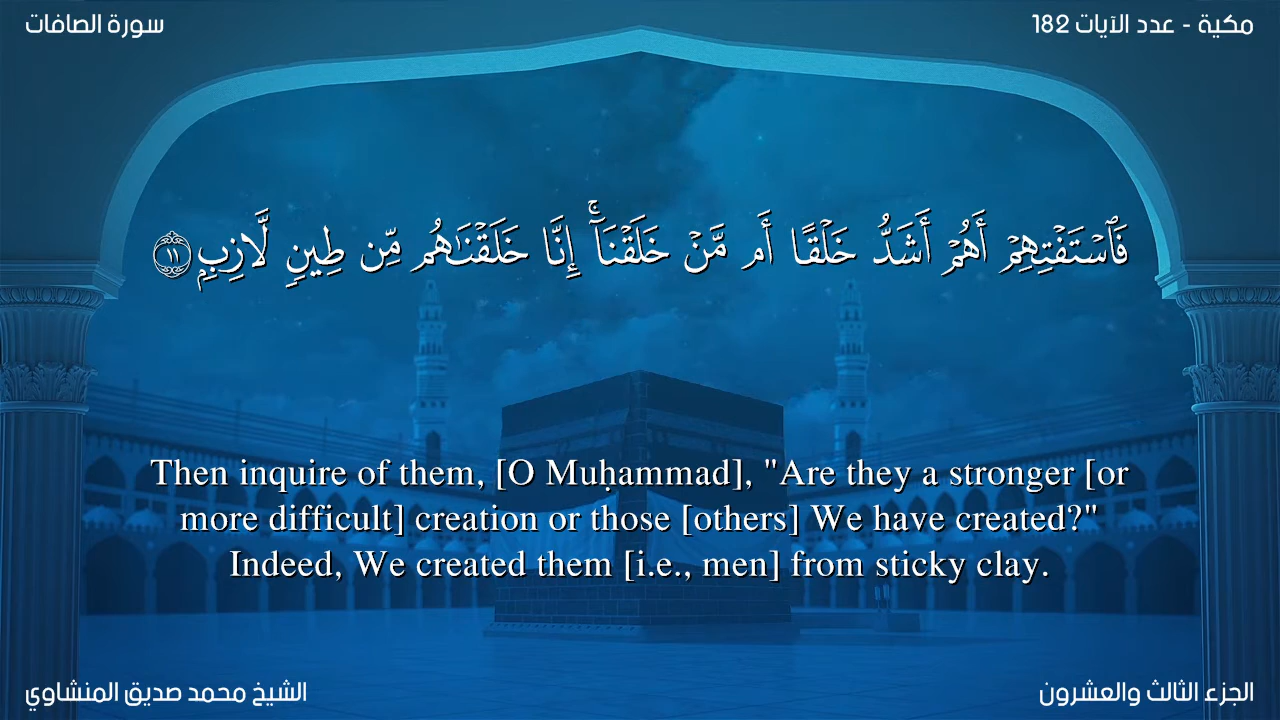 سورة الصافات
مكية - عدد الآيات 182
فَٱسْتَفْتِهِمْ أَهُمْ أَشَدُّ خَلْقًا أَم مَّنْ خَلَقْنَآ ۚ إِنَّا خَلَقْنَـٰهُم مِّن طِينٍ لَّازِبٍۭ ١١
Then inquire of them, [O Muḥammad], "Are they a stronger [or
more difficult] creation or those [others] We have created?"
Indeed, We created them [i.e., men] from sticky clay.
الشيخ محمد صديق المنشاوي
الجزء الثالث والعشرون